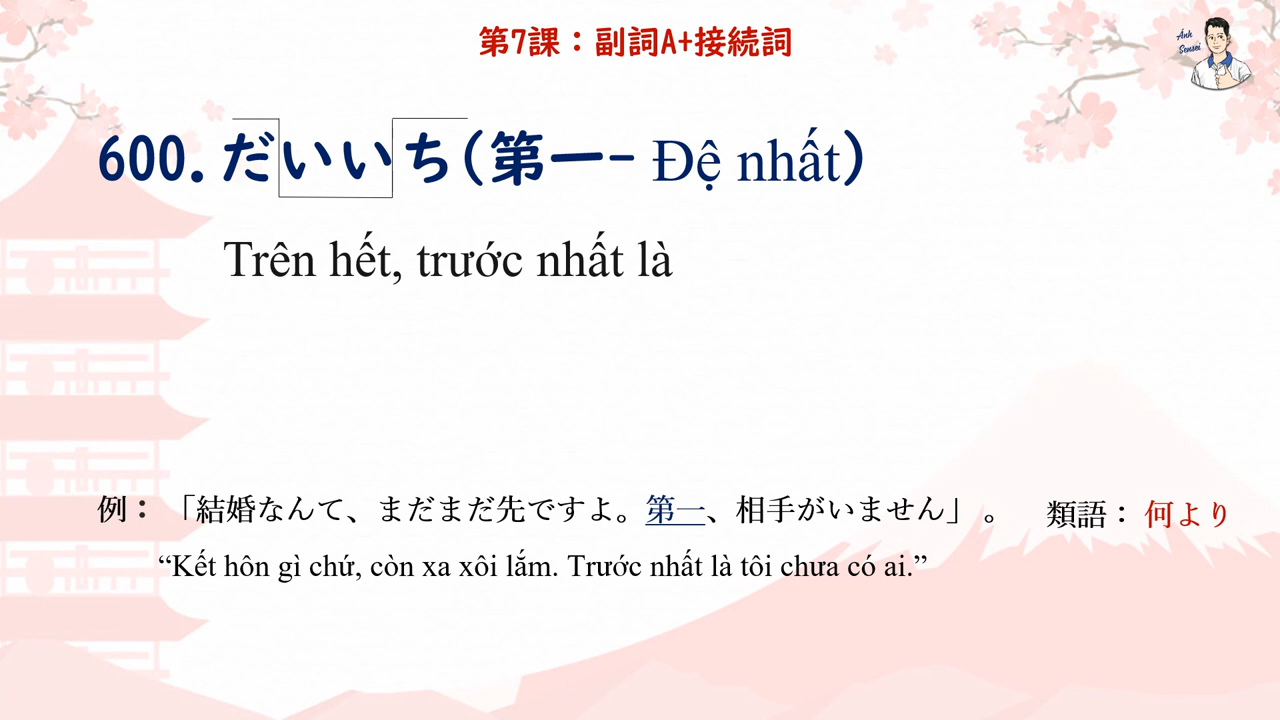 第7課：副詞A+接続詞
Anh
Sensei
600.だいいち(第一- Đệ nhất)
Trên hết, trước nhất là
例：「結婚なんて、まだまだ先ですよ。第一、相手がいません」。 類語：何より
“Kết hôn gì chứ, còn xa xôi lắm. Trước nhất là tôi chưa có ai.”